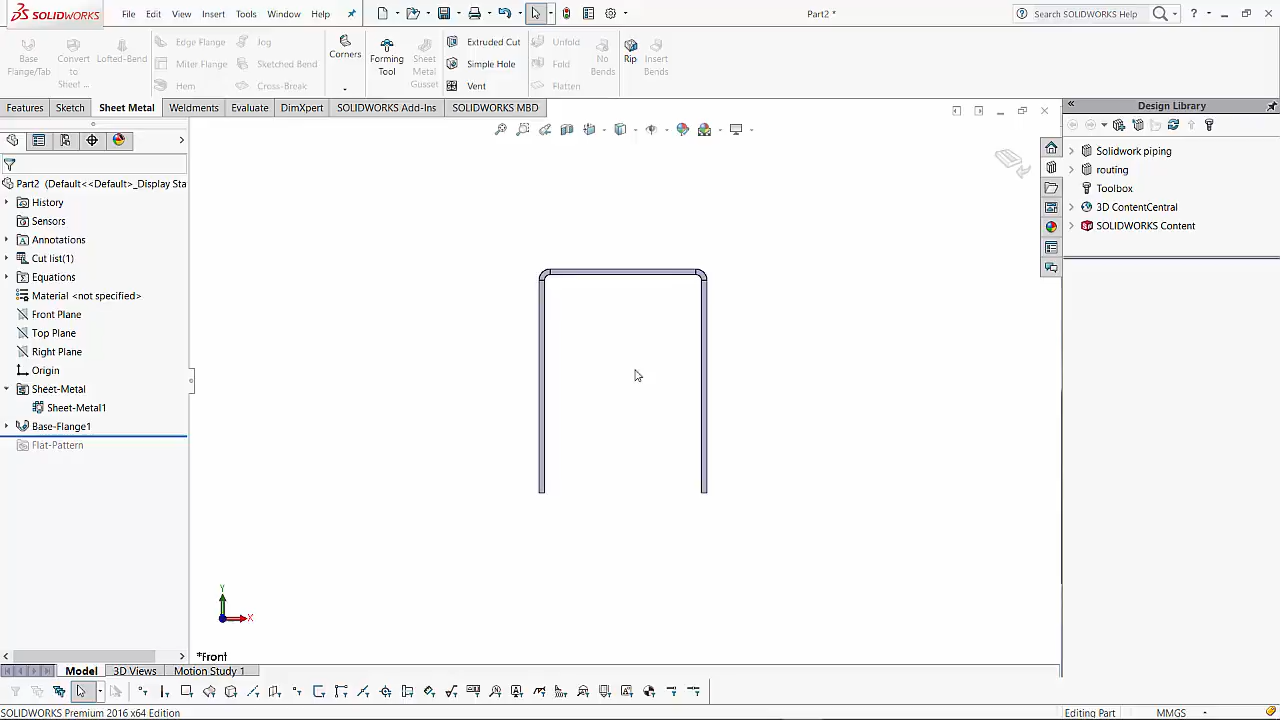 SOLIDWORKS File Edit View Insert Tools Window Help Part2 * Search SOLIDWORKS Help
Base Flange/Tab
Convert to Sheet ...
Lofted-Bend
Edge Flange
Miter Flange
Hem
Jog
Sketched Bend
Cross-Break
Corners
Forming Tool
Sheet Metal Gusset
Extruded Cut
Simple Hole
Vent
Unfold
Fold
Flatten
No Bends
Rip
Insert Bends
Features Sketch Sheet Metal Weldments Evaluate DimXpert SOLIDWORKS Add-Ins SOLIDWORKS MBD
Part2 (Default<<Default>_Display Sta
History
Sensors
Annotations
Cut list(1)
Equations
Material <not specified>
Front Plane
Top Plane
Right Plane
Origin
Sheet-Metal
Sheet-Metal1
Base-Flange1
Flat-Pattern
Y
X
*Front
Design Library
Solidwork piping
routing
Toolbox
3D ContentCentral
SOLIDWORKS Content
Model 3D Views Motion Study 1
SOLIDWORKS Premium 2016 x64 Edition Editing Part MMGS